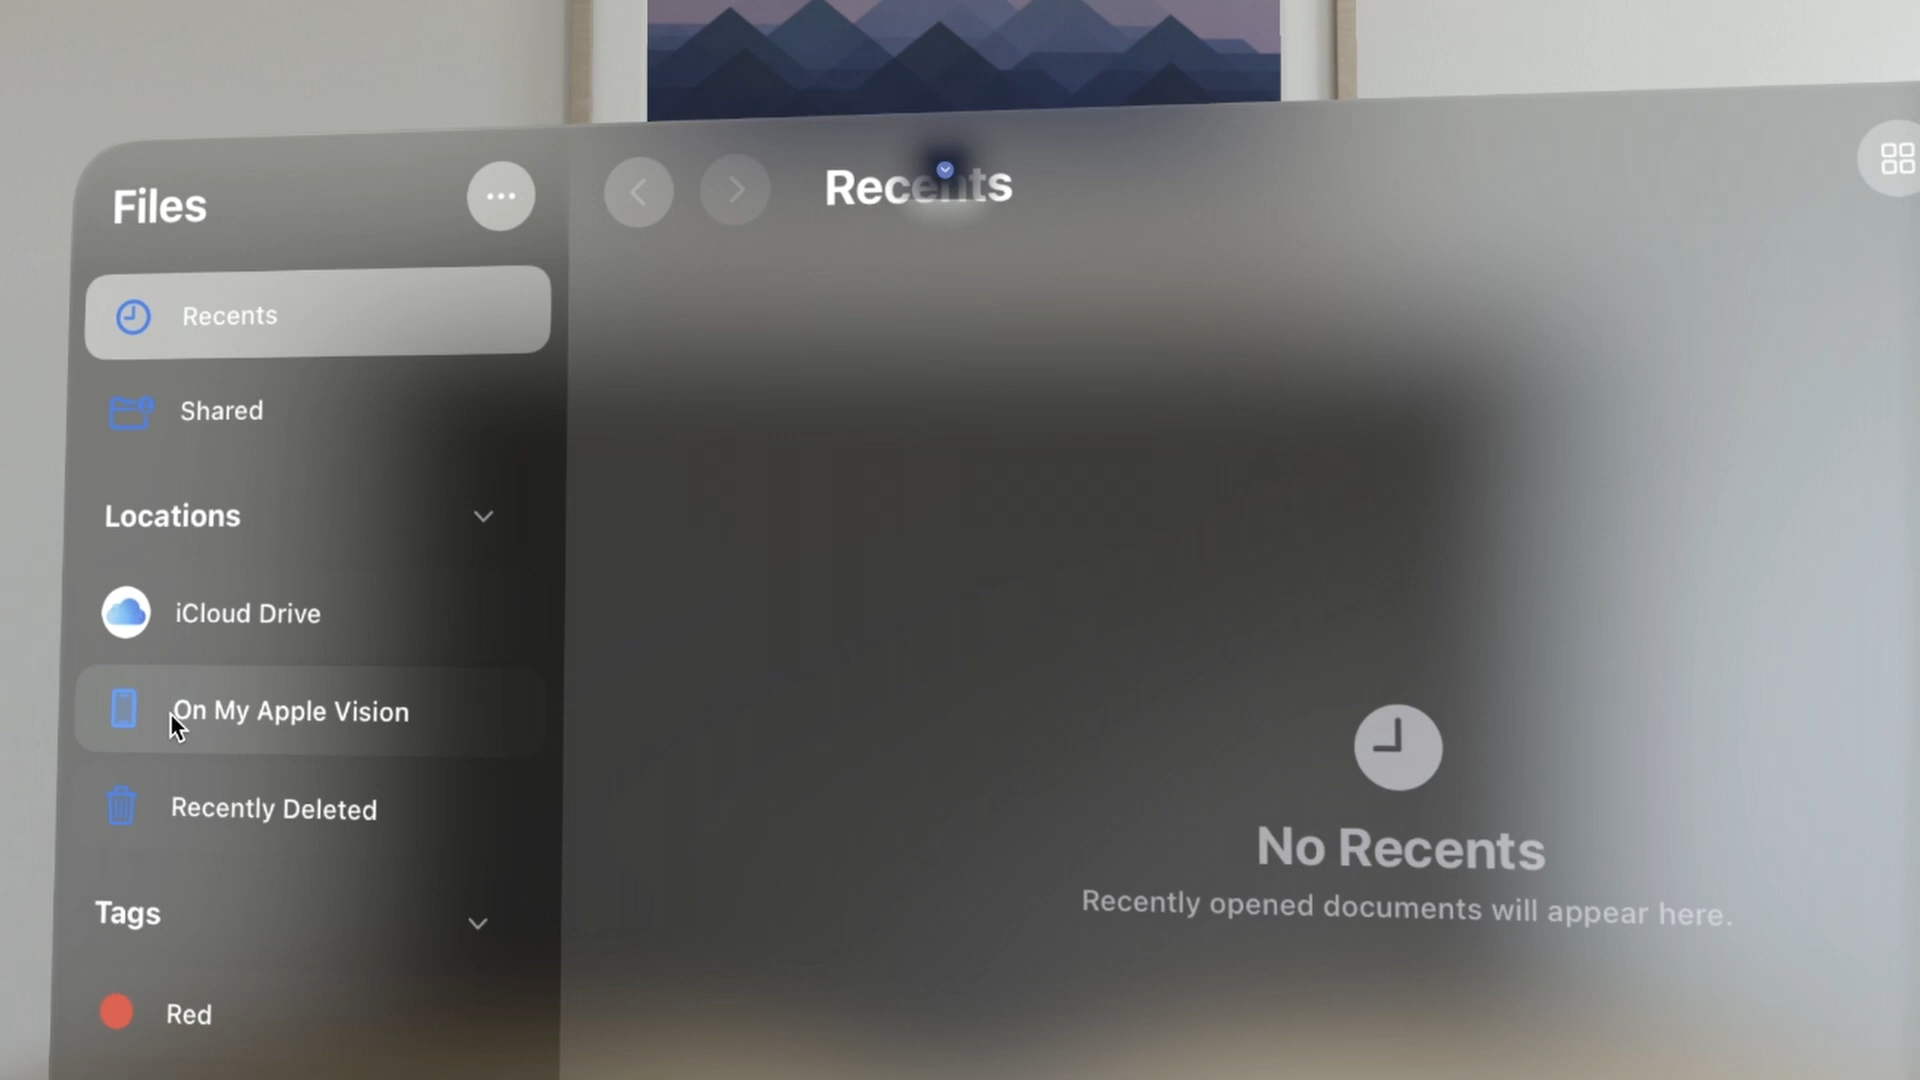 Files
Recents
Recents
Shared
Locations
iCloud Drive
On My Apple Vision
Recently Deleted
Tags
Red
No Recents
Recently opened documents will appear here.